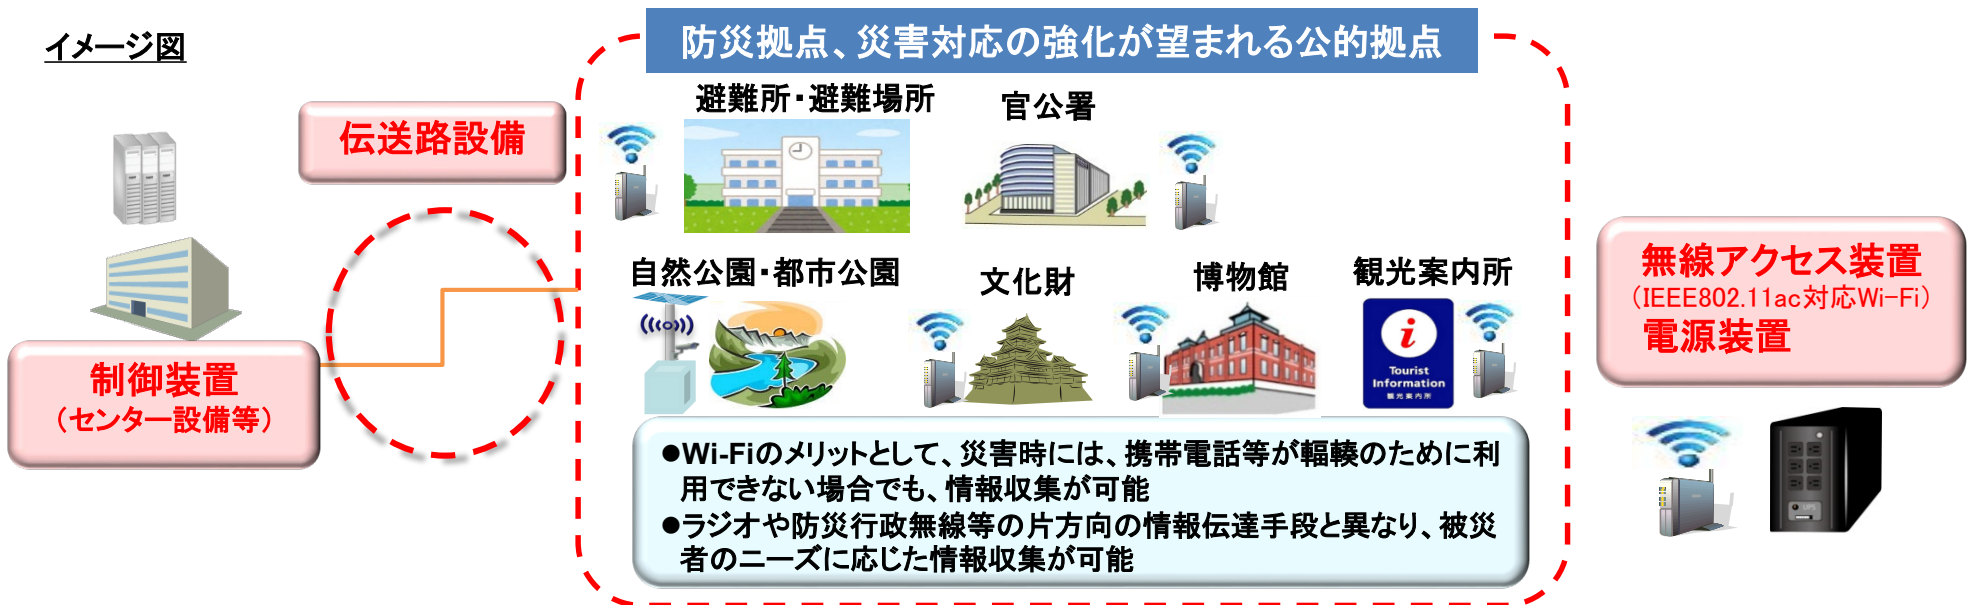 イメージ図
防災拠点、災害対応の強化が望まれる公的拠点
伝送路設備
避難所・避難場所
官公署
自然公園・都市公園
文化財
博物館
観光案内所
Tourist
Information
観光案内所
制御装置
（センター設備等）
無線アクセス装置
（IEEE802.11ac対応Wi-Fi）
電源装置
UPS
●Wi-Fiのメリットとして、災害時には、携帯電話等が輻輳のために利
用できない場合でも、情報収集が可能
●ラジオや防災行政無線等の片方向の情報伝達手段と異なり、被災
者のニーズに応じた情報収集が可能